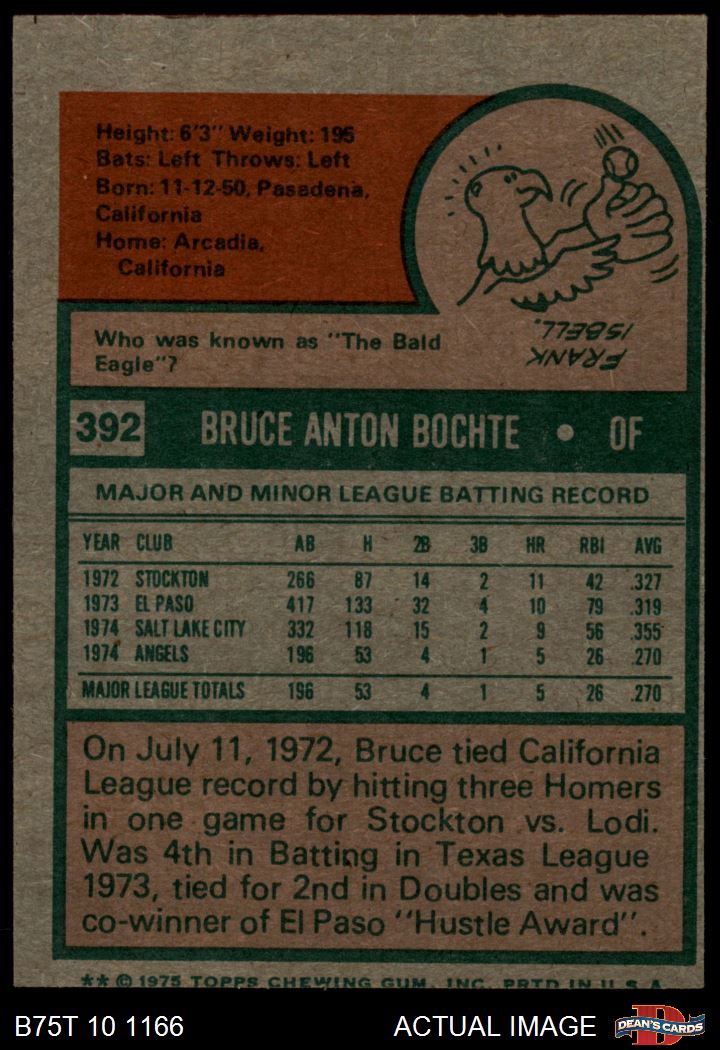 Height: 6'3" Weight: 195
Bats: Left Throws: Left
Born: 11-12-50, Pasadena,
California
Home: Arcadia,
California
Who was known as "The Bald
Eagle"?
FRANK
ISBELL.
392 BRUCE ANTON BOCHTE • OF
MAJOR AND MINOR LEAGUE BATTING RECORD
YEAR CLUB AB H 2B 3B HR RBI AVG
1972 STOCKTON 266 87 14 2 11 42 .327
1973 EL PASO 417 133 32 4 10 79 .319
1974 SALT LAKE CITY 332 118 15 2 9 56 .355
1974 ANGELS 196 53 4 1 5 26 .270
MAJOR LEAGUE TOTALS 196 53 4 1 5 26 .270
On July 11, 1972, Bruce tied California
League record by hitting three Homers
in one game for Stockton vs. Lodi.
Was 4th in Batting in Texas League
1973, tied for 2nd in Doubles and was
co-winner of El Paso "Hustle Award".
** © 1975 TOPPS CHEWING GUM, INC. PRTD IN U.S.A.
B75T 10 1166 ACTUAL IMAGE
D
DEAN'S CARDS